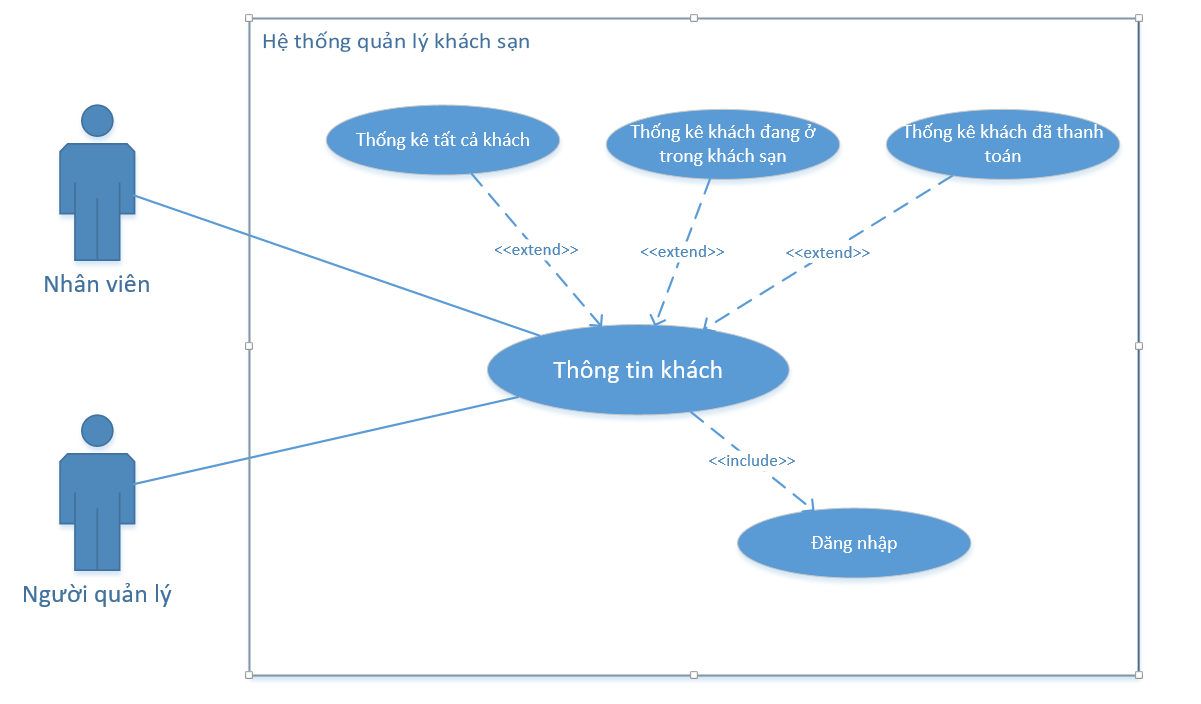 Hệ thống quản lý khách sạn
Thống kê tất cả khách
Thống kê khách đang ở
trong khách sạn
Thống kê khách đã thanh
toán
<<extend>>
<<extend>>
<<extend>>
Nhân viên
Thông tin khách
<<include>>
Đăng nhập
Người quản lý